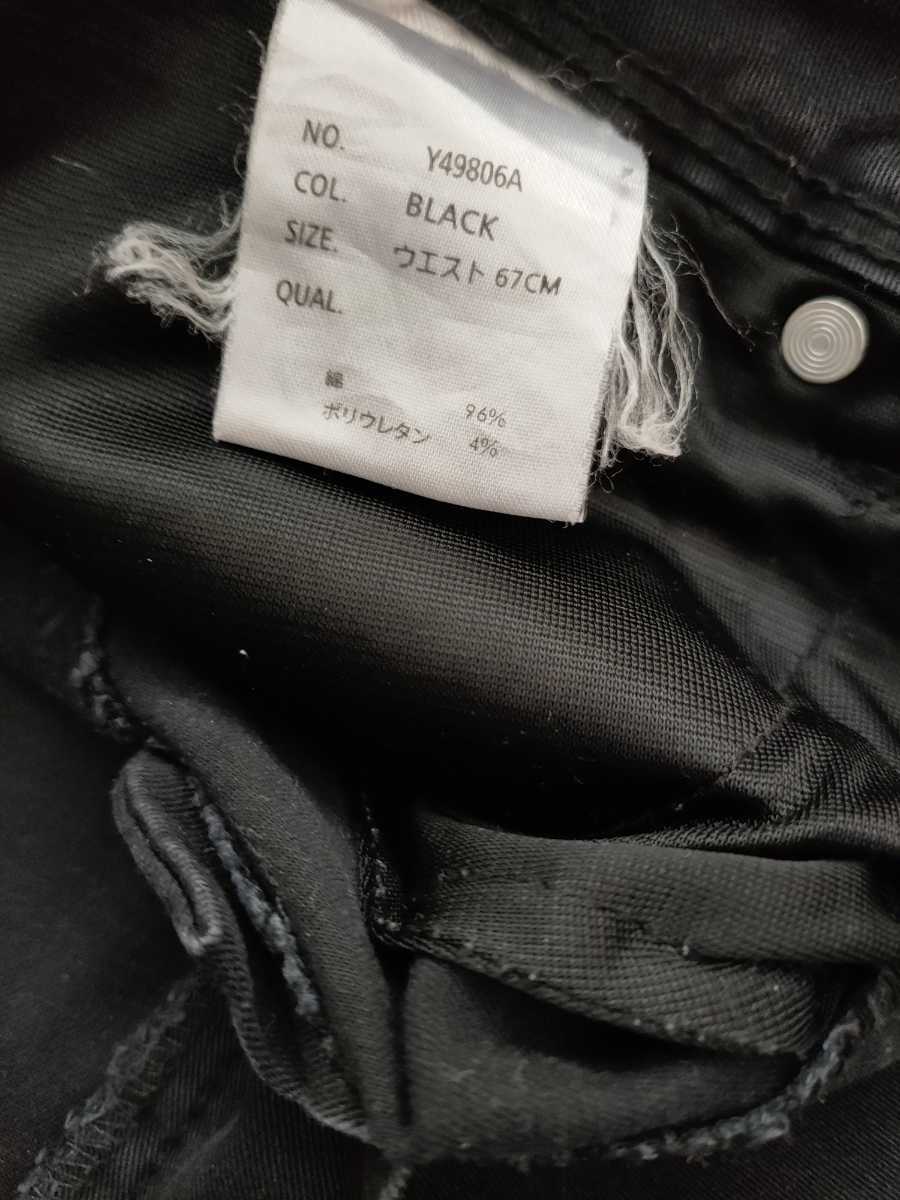 NO. Y49806A
COL. BLACK
SIZE. ウエスト 67CM
QUAL.
綿 96%
ポリウレタン 4%